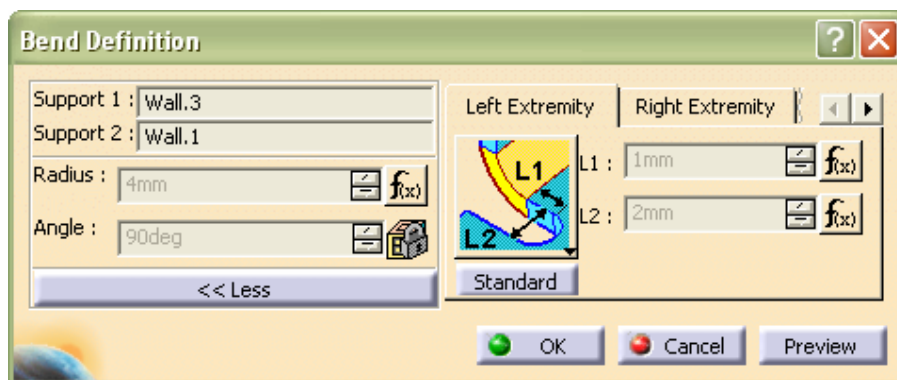 Bend Definition
?
Support 1 : Wall.3
Support 2 : Wall.1
Radius : 4mm f(x)
Angle : 90deg
<< Less
Left Extremity Right Extremity
L1
L2
L1 : 1mm f(x)
L2 : 2mm f(x)
Standard
OK Cancel Preview